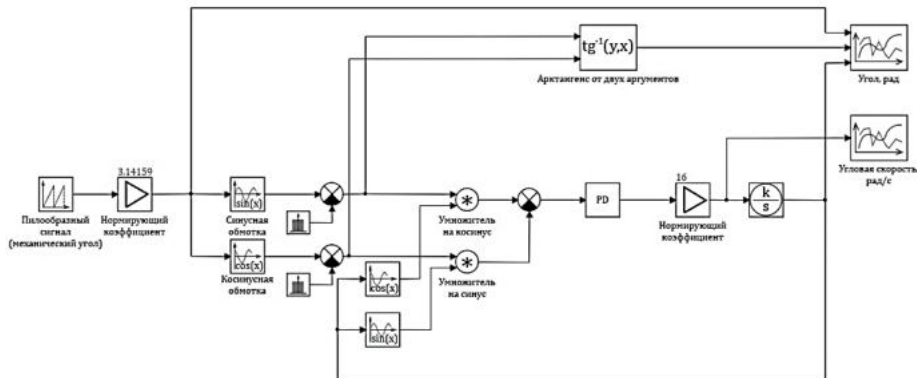 tg⁻¹(y,x)
Арктангенс от двух аргументов
Угол, рад
Угловая скорость,
рад/с
3.14159
Пилообразный
сигнал
(механический угол)
Нормирующий
коэффициент
sin(x)
Синусная
обмотка
cos(x)
Косинусная
обмотка
*
Умножитель
на косинус
*
Умножитель
на синус
cos(x)
sin(x)
PD
16
Нормирующий
коэффициент
k
s